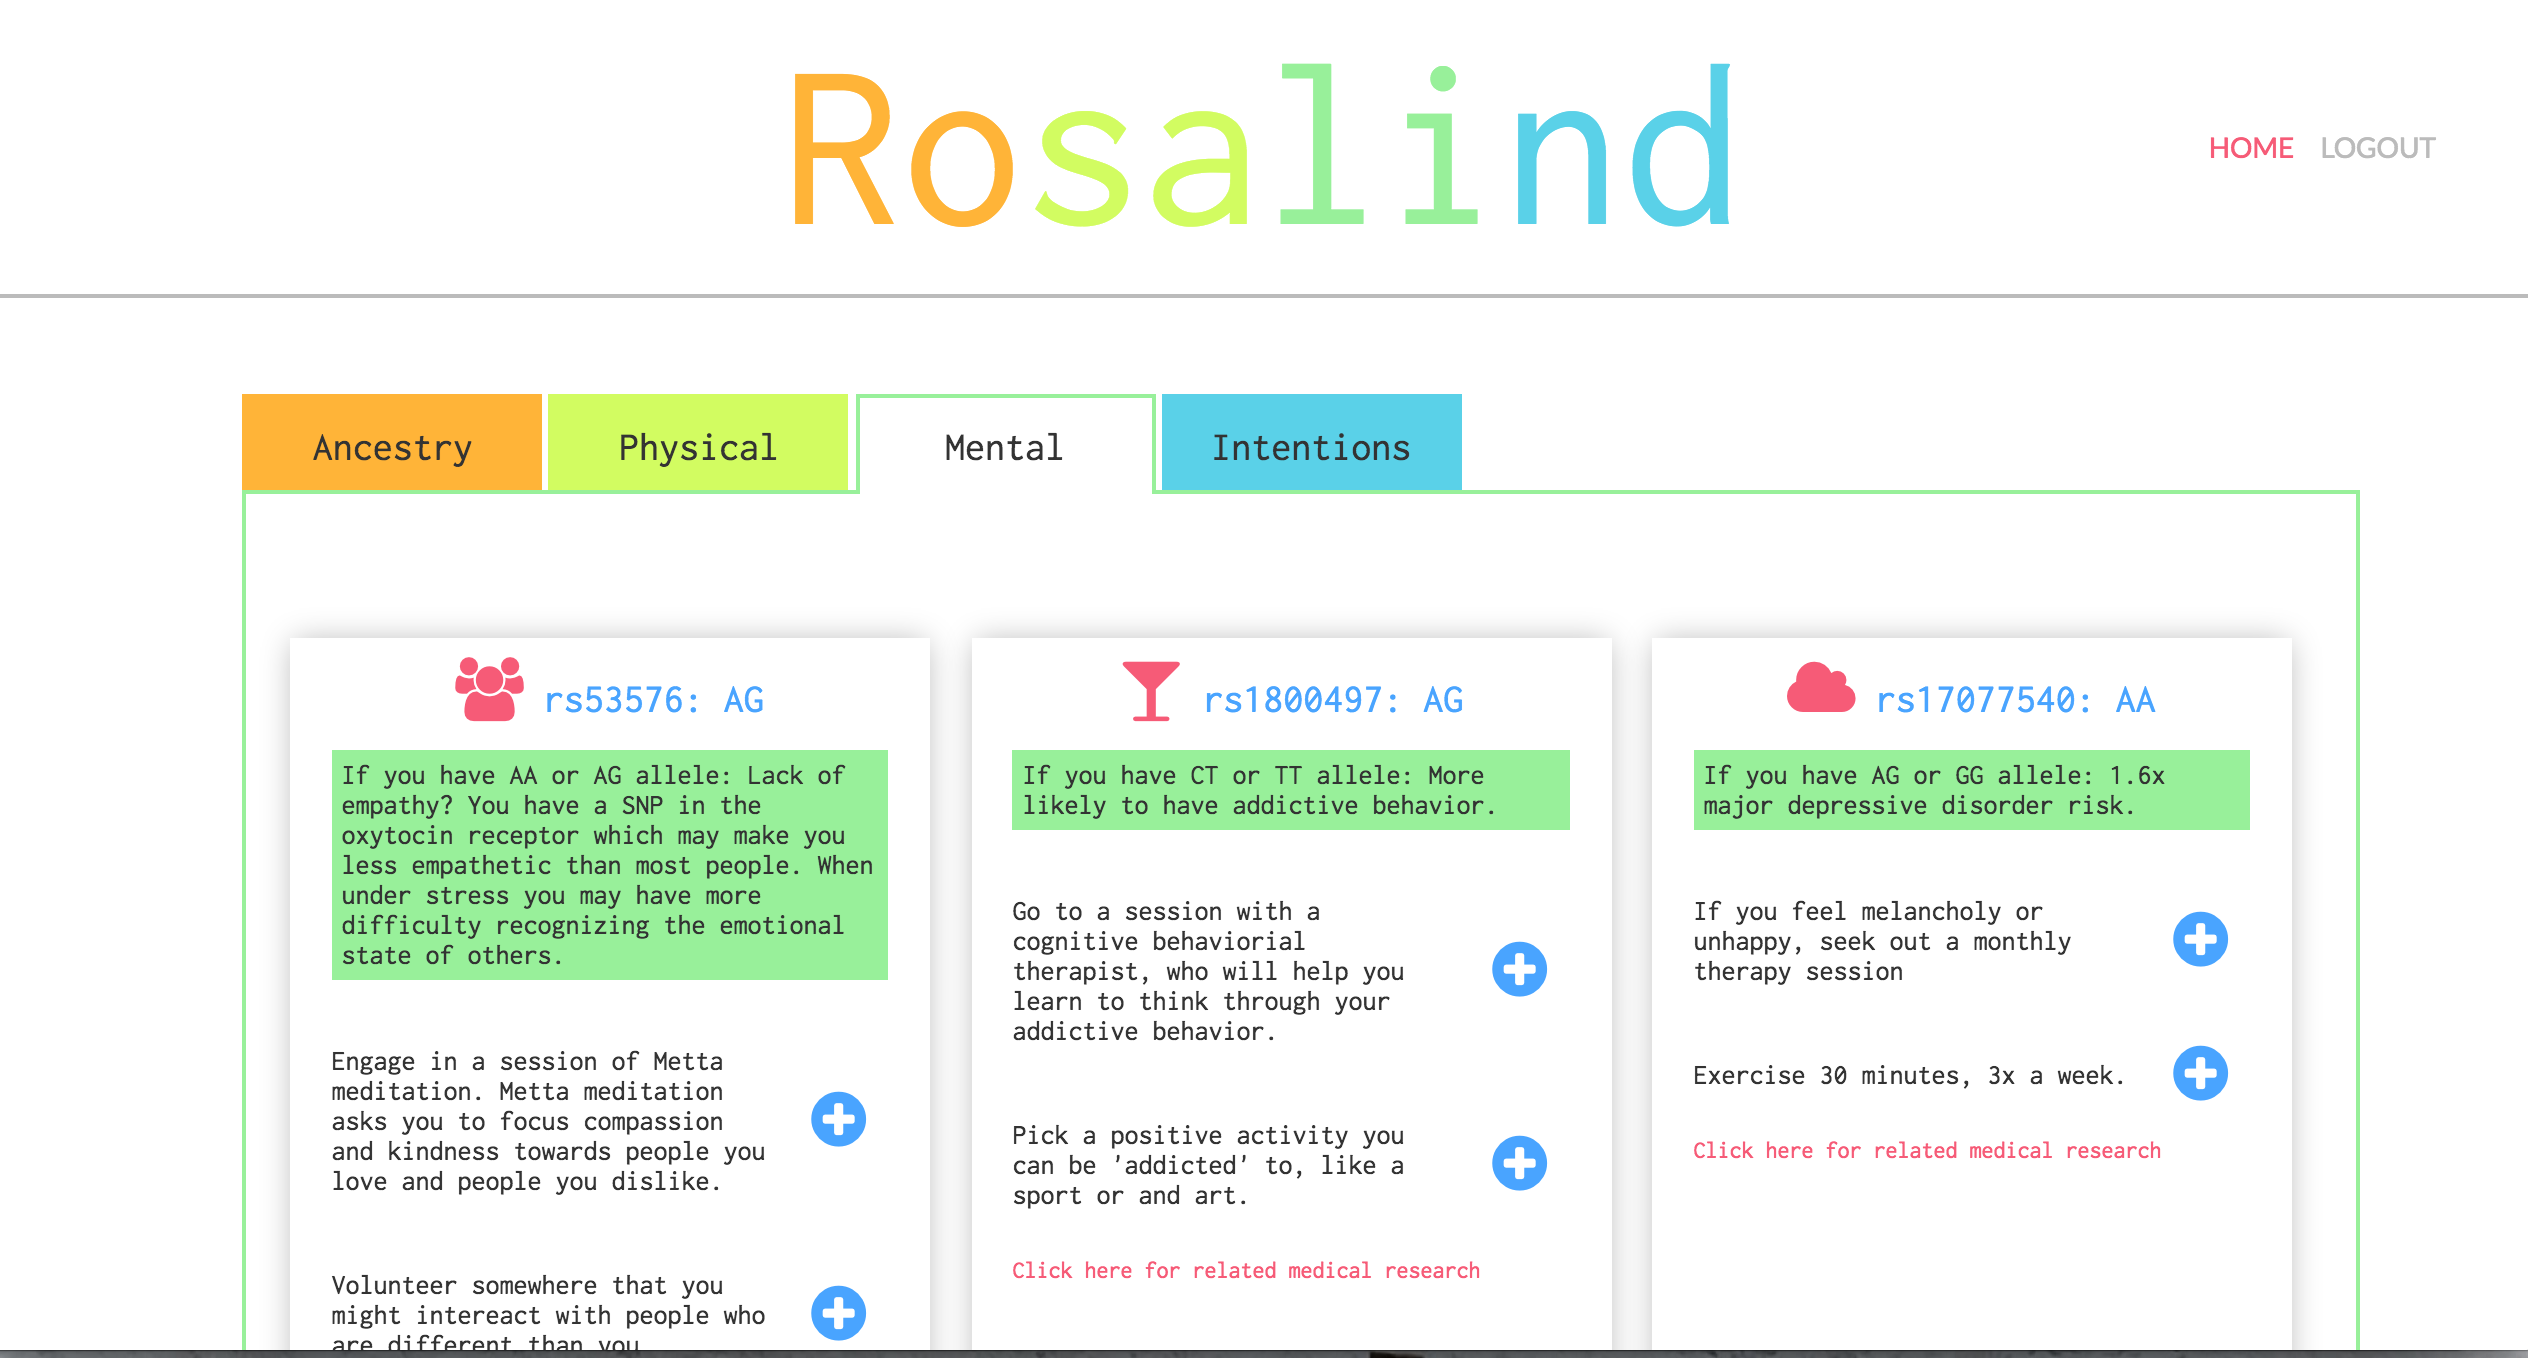 Rosalind
HOME LOGOUT
Ancestry
Physical
Mental
Intentions
rs53576: AG
If you have AA or AG allele: Lack of
empathy? You have a SNP in the
oxytocin receptor which may make you
less empathetic than most people. When
under stress you may have more
difficulty recognizing the emotional
state of others.
Engage in a session of Metta
meditation. Metta meditation
asks you to focus compassion
and kindness towards people you
love and people you dislike.
Volunteer somewhere that you
might intereact with people who
are different than you
rs1800497: AG
If you have CT or TT allele: More
likely to have addictive behavior.
Go to a session with a
cognitive behaviorial
therapist, who will help you
learn to think through your
addictive behavior.
Pick a positive activity you
can be 'addicted' to, like a
sport or and art.
Click here for related medical research
rs17077540: AA
If you have AG or GG allele: 1.6x
major depressive disorder risk.
If you feel melancholy or
unhappy, seek out a monthly
therapy session
Exercise 30 minutes, 3x a week.
Click here for related medical research